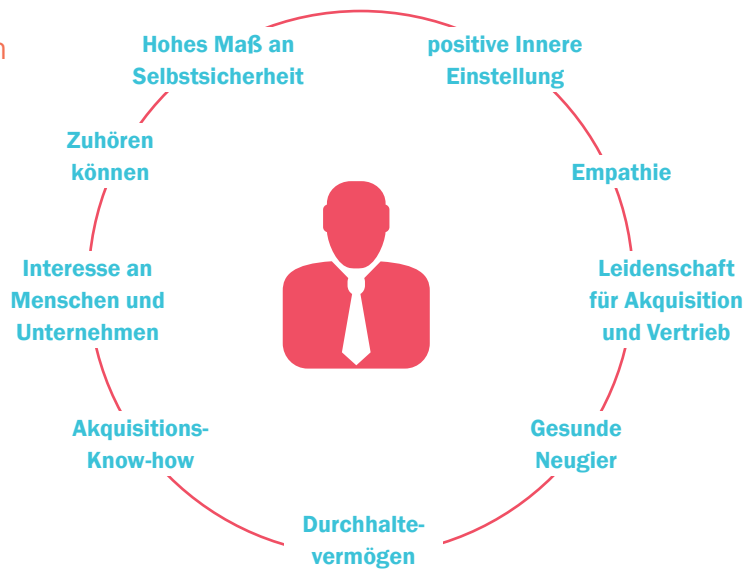 Hohes Maß an
Selbstsicherheit
positive Innere
Einstellung
Zuhören
können
Empathie
Interesse an
Menschen und
Unternehmen
Leidenschaft
für Akquisition
und Vertrieb
Akquisitions-
Know-how
Gesunde
Neugier
Durchhalte-
vermögen